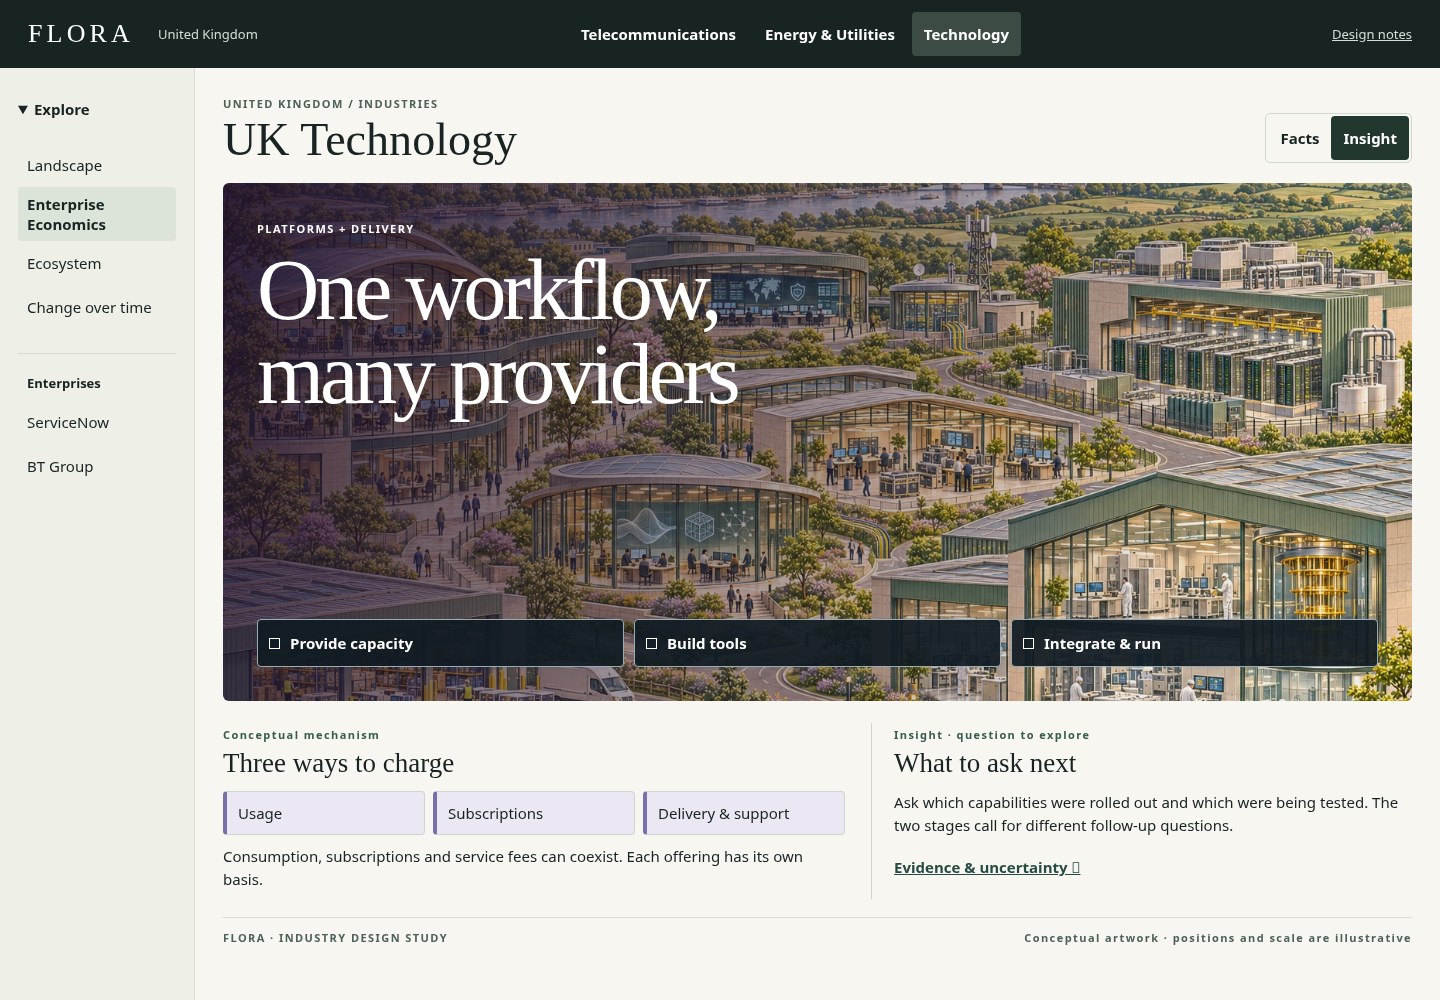 FLORA
United Kingdom
Telecommunications
Energy & Utilities
Technology
Design notes
▼ Explore
Landscape
Enterprise
Economics
Ecosystem
Change over time
Enterprises
ServiceNow
BT Group
UNITED KINGDOM / INDUSTRIES
UK Technology
Facts
Insight
PLATFORMS + DELIVERY
One workflow,
many providers
Provide capacity
Build tools
Integrate & run
Conceptual mechanism
Three ways to charge
Usage
Subscriptions
Delivery & support
Consumption, subscriptions and service fees can coexist. Each offering has its own
basis.
Insight · question to explore
What to ask next
Ask which capabilities were rolled out and which were being tested. The
two stages call for different follow-up questions.
Evidence & uncertainty
FLORA · INDUSTRY DESIGN STUDY
Conceptual artwork · positions and scale are illustrative